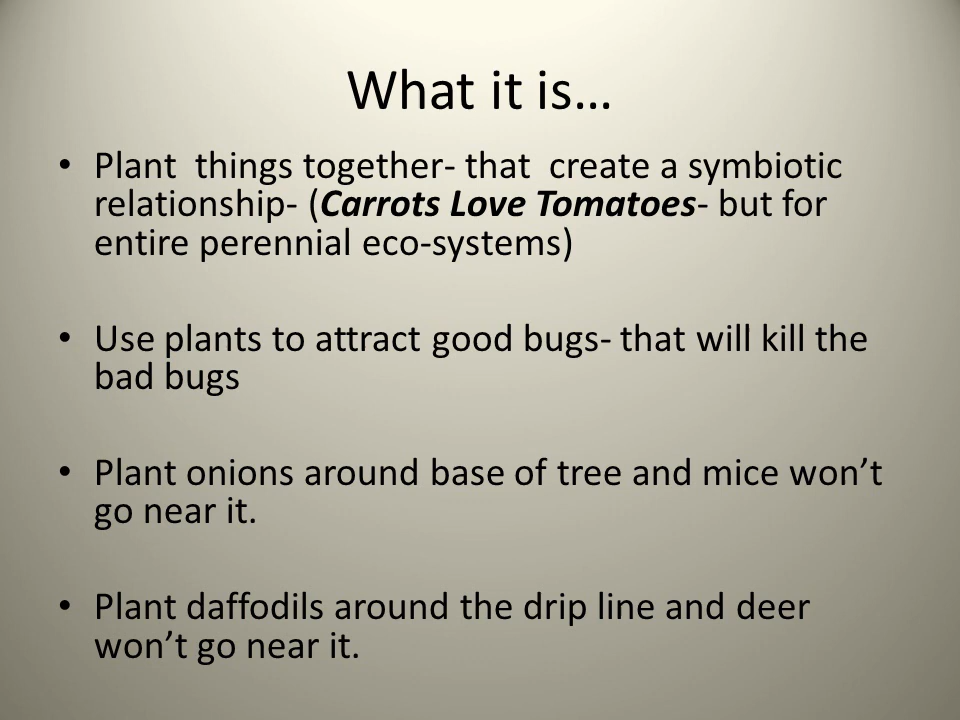 What it is…
• Plant  things together- that  create a symbiotic
relationship- (Carrots Love Tomatoes- but for
entire perennial eco-systems)
• Use plants to attract good bugs- that will kill the
bad bugs
• Plant onions around base of tree and mice won’t
go near it.
• Plant daffodils around the drip line and deer
won’t go near it.